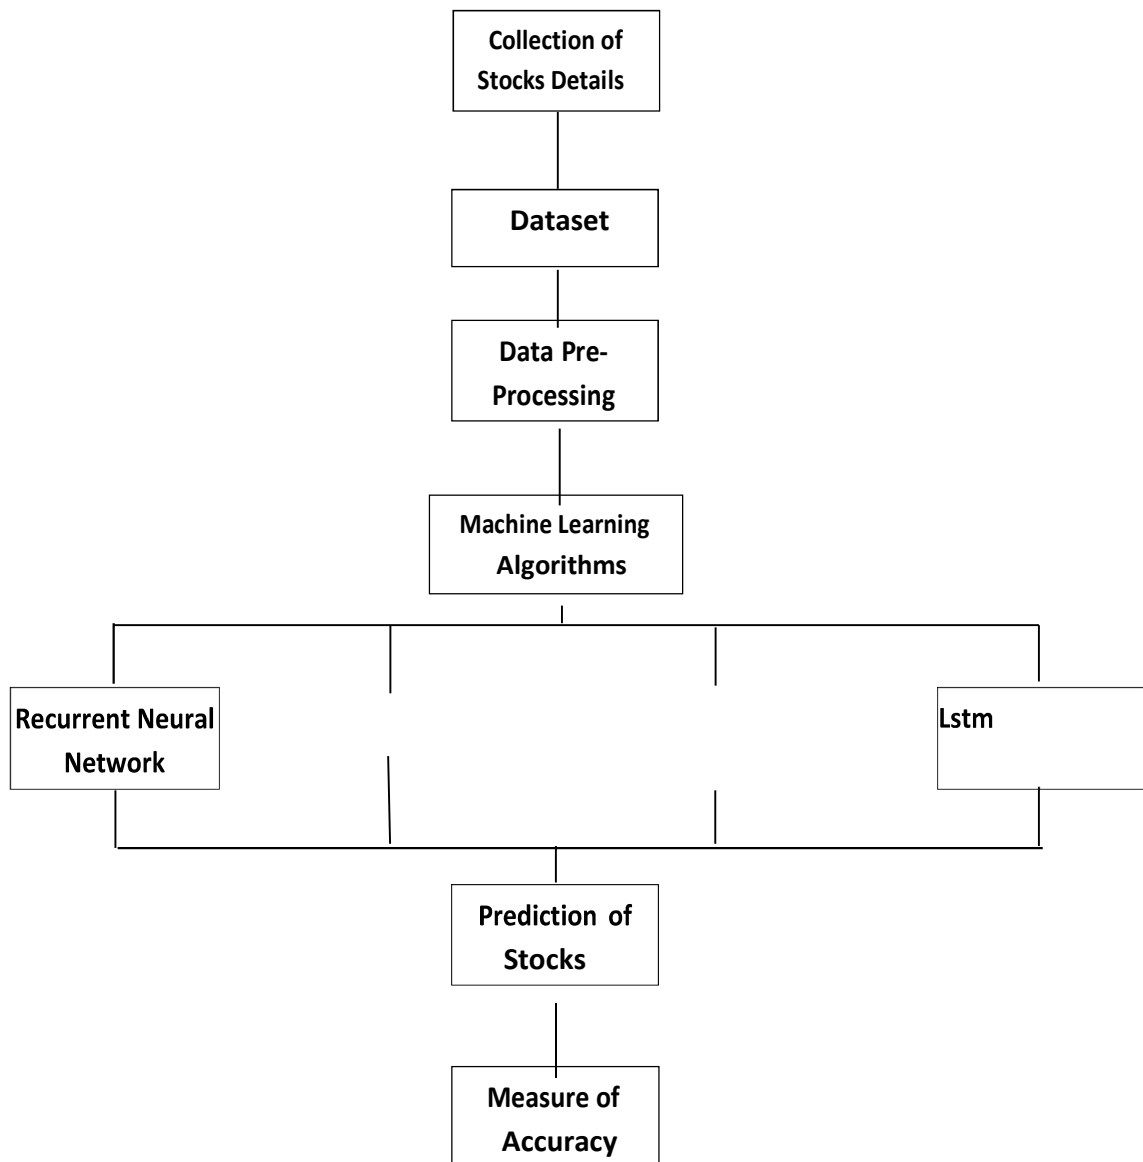 Collection of
Stocks Details
Dataset
Data Pre-
Processing
Machine Learning
Algorithms
Recurrent Neural
Network
Lstm
Prediction of
Stocks
Measure of
Accuracy